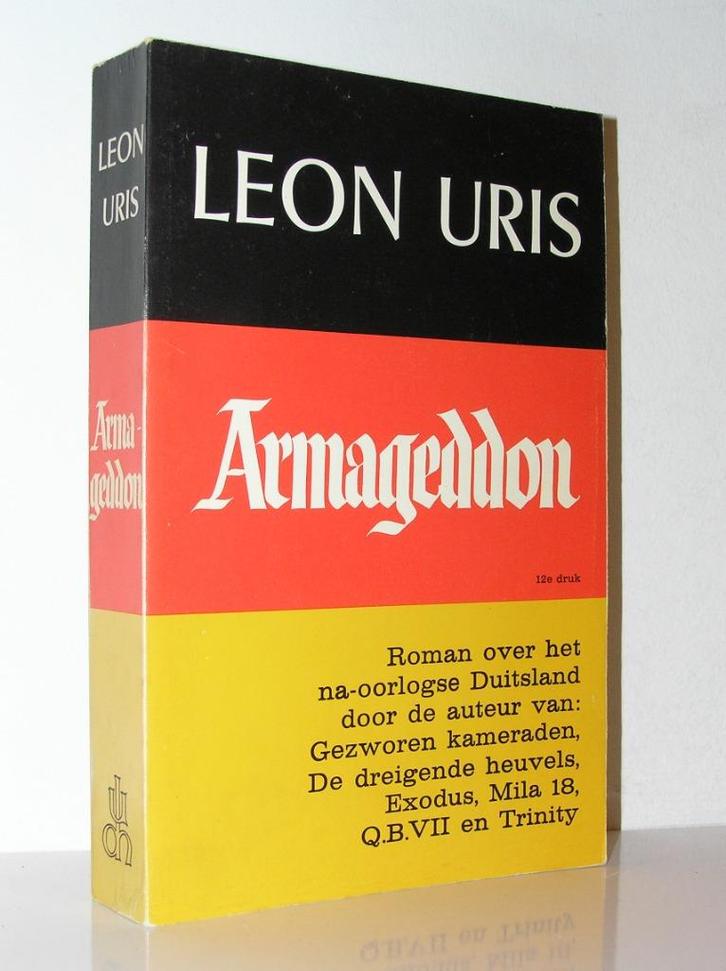 LEON
URIS
Arma-
geddon
LEON URIS
Armageddon
12e druk
Roman over het
na-oorlogse Duitsland
door de auteur van:
Gezworen kameraden,
De dreigende heuvels,
Exodus, Mila 18,
Q.B.VII en Trinity